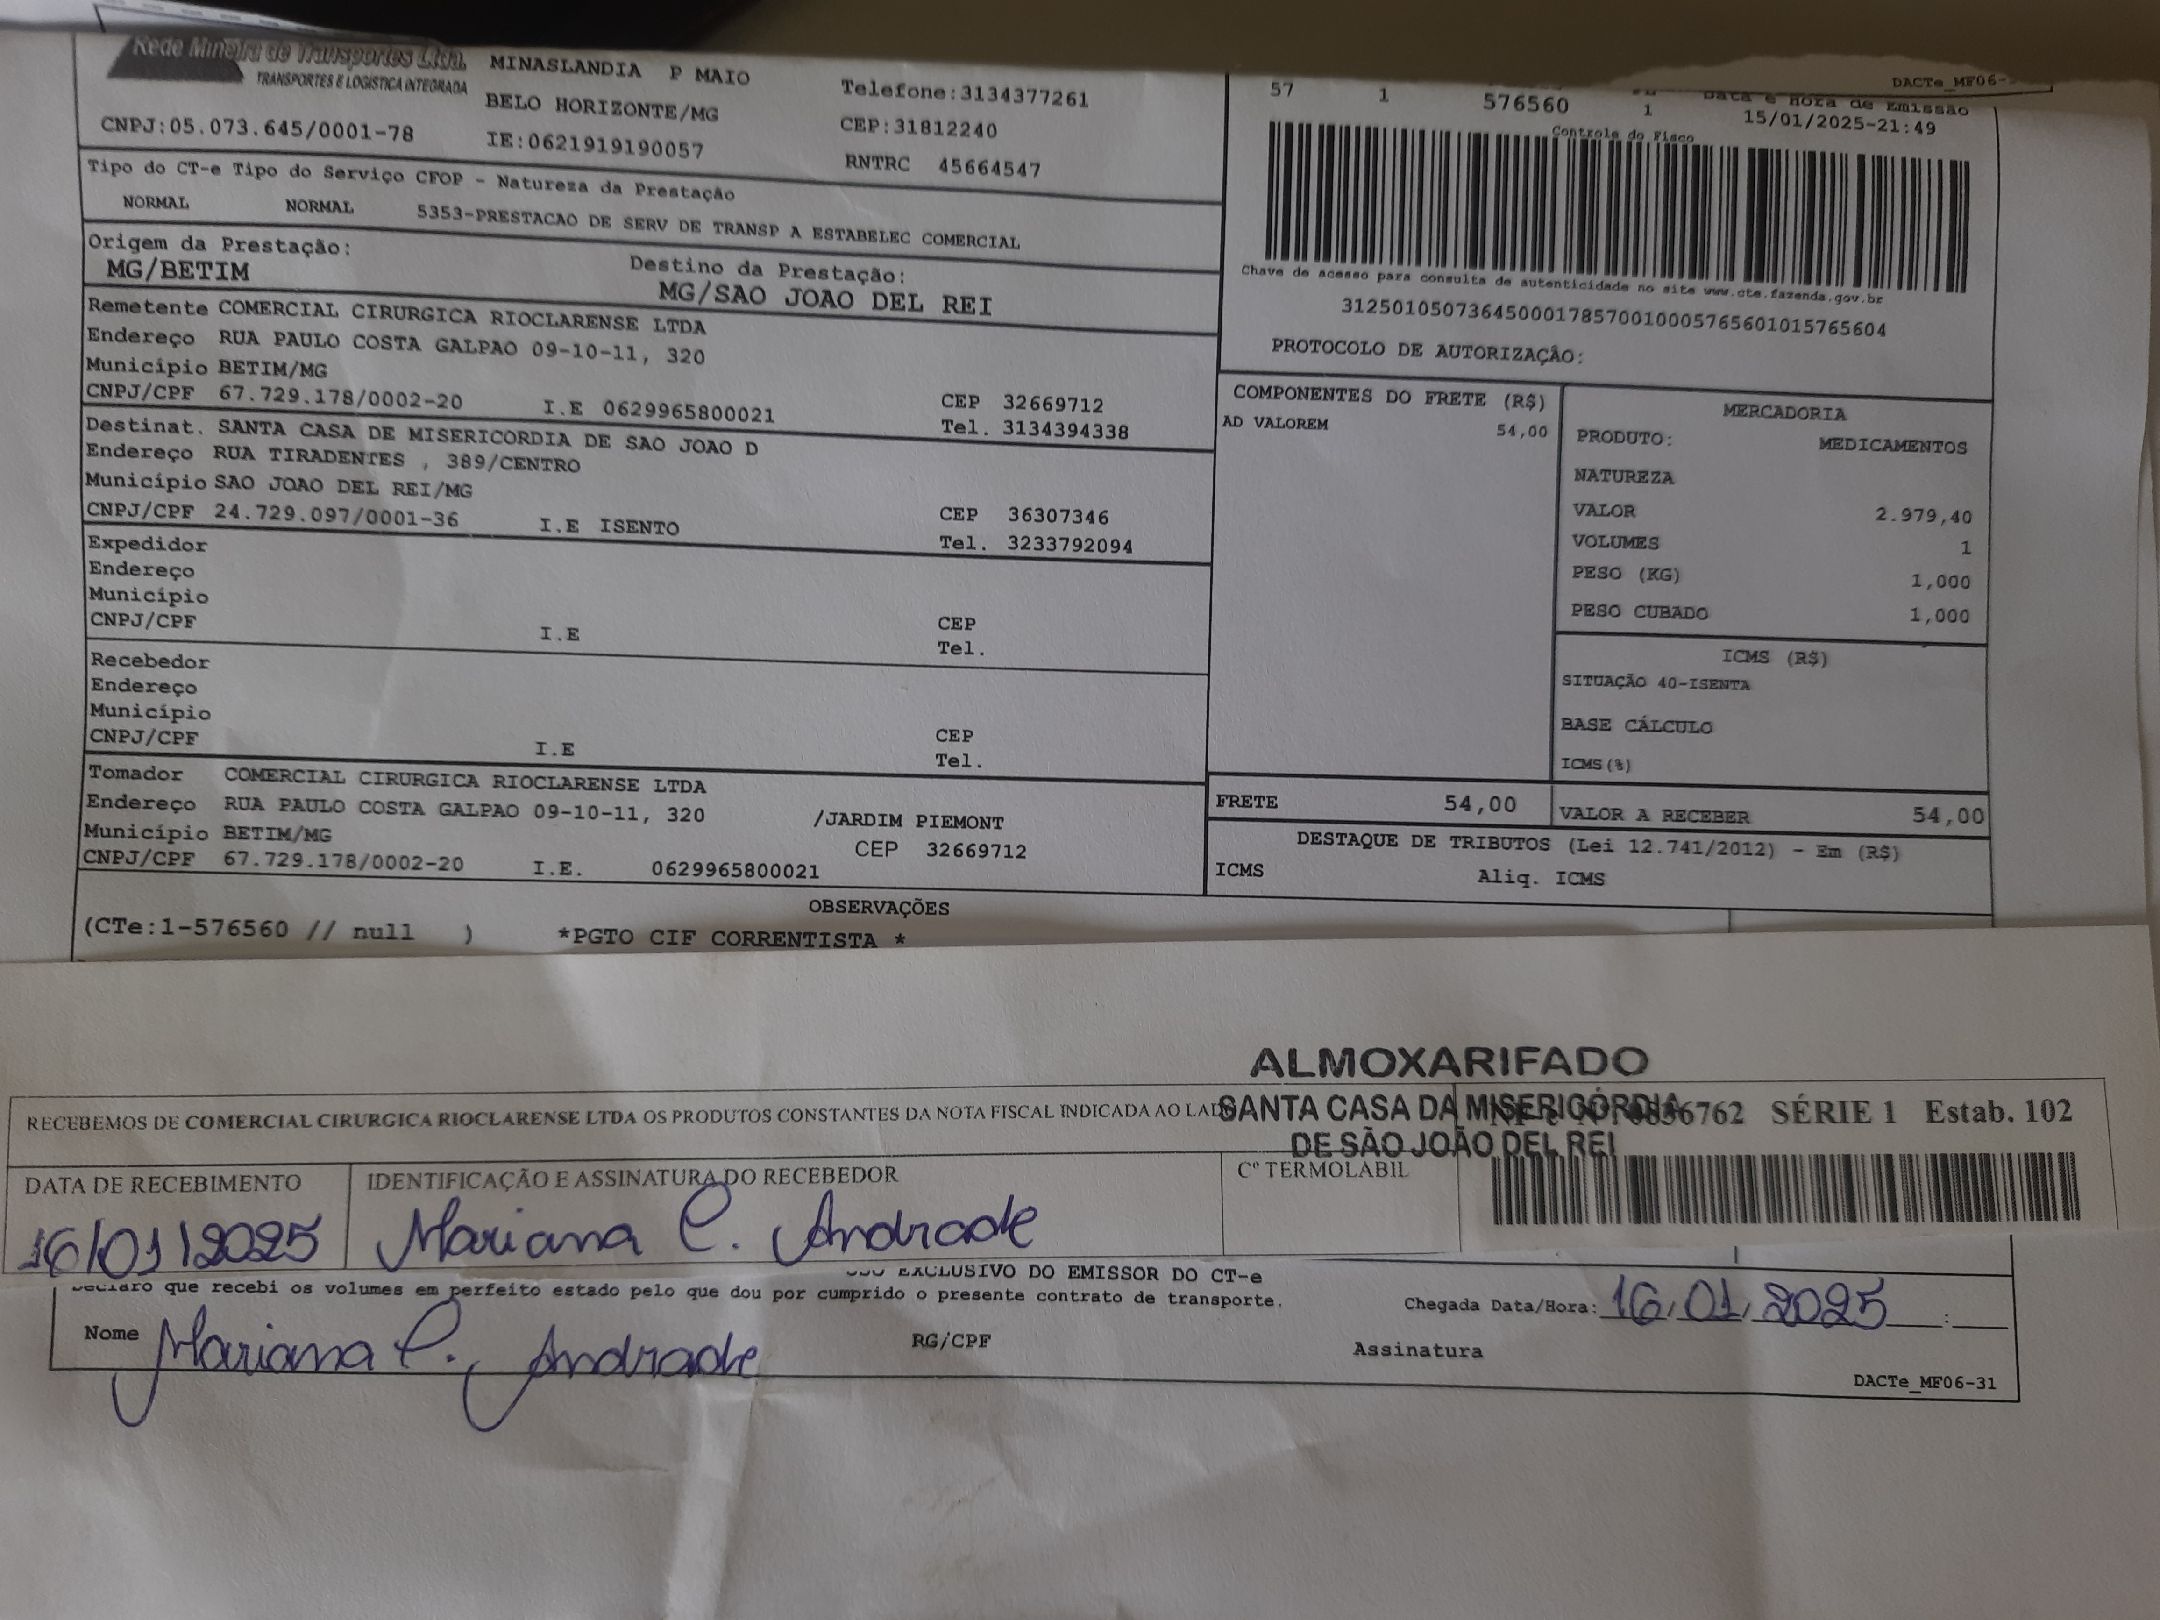 Rede Mineira de Transportes Ltda.
TRANSPORTES E LOGISTICA INTEGRADA
CNPJ:05.073.645/0001-78
MINASLANDIA P MAIO
BELO HORIZONTE/MG
IE:0621919190057
Telefone:3134377261
CEP:31812240
RNTRC 45664547
DACTe_MF06-
57 1 576560 1
Data e Hora de Emissão
15/01/2025-21:49
Controle do Fisco
Chave de acesso para consulta de autenticidade no site www.cte.fazenda.gov.br
31250105073645000178570010005765601015765604
PROTOCOLO DE AUTORIZAÇÃO:
Tipo do CT-e Tipo do Serviço CFOP - Natureza da Prestação
NORMAL NORMAL 5353-PRESTACAO DE SERV DE TRANSP A ESTABELEC COMERCIAL
Origem da Prestação:
MG/BETIM
Destino da Prestação:
MG/SAO JOAO DEL REI
Remetente COMERCIAL CIRURGICA RIOCLARENSE LTDA
Endereço RUA PAULO COSTA GALPAO 09-10-11, 320
Município BETIM/MG CEP 32669712
CNPJ/CPF 67.729.178/0002-20 I.E 0629965800021 Tel. 3134394338
Destinat. SANTA CASA DE MISERICORDIA DE SAO JOAO D
Endereço RUA TIRADENTES , 389/CENTRO
Município SAO JOAO DEL REI/MG CEP 36307346
CNPJ/CPF 24.729.097/0001-36 I.E ISENTO Tel. 3233792094
Expedidor
Endereço
Município CEP
CNPJ/CPF I.E Tel.
Recebedor
Endereço
Município CEP
CNPJ/CPF I.E Tel.
Tomador COMERCIAL CIRURGICA RIOCLARENSE LTDA
Endereço RUA PAULO COSTA GALPAO 09-10-11, 320 /JARDIM PIEMONT
Município BETIM/MG CEP 32669712
CNPJ/CPF 67.729.178/0002-20 I.E. 0629965800021
COMPONENTES DO FRETE (R$)
AD VALOREM 54,00
MERCADORIA
PRODUTO: MEDICAMENTOS
NATUREZA
VALOR 2.979,40
VOLUMES 1
PESO (KG) 1,000
PESO CUBADO 1,000
ICMS (R$)
SITUAÇÃO 40-ISENTA
BASE CÁLCULO
ICMS(%)
FRETE 54,00 VALOR A RECEBER 54,00
DESTAQUE DE TRIBUTOS (Lei 12.741/2012) - Em (R$)
ICMS Aliq. ICMS
OBSERVAÇÕES
(CTe:1-576560 // null ) *PGTO CIF CORRENTISTA *
ALMOXARIFADO
SANTA CASA DA MISERICÓRDIA
DE SÃO JOÃO DEL REI
RECEBEMOS DE COMERCIAL CIRURGICA RIOCLARENSE LTDA OS PRODUTOS CONSTANTES DA NOTA FISCAL INDICADA AO LADO
SÉRIE 1 Estab. 102
DATA DE RECEBIMENTO IDENTIFICAÇÃO E ASSINATURA DO RECEBEDOR Cº TERMOLABIL
16/01/2025 Mariana C. Andrade
EXCLUSIVO DO EMISSOR DO CT-e
Declaro que recebi os volumes em perfeito estado pelo que dou por cumprido o presente contrato de transporte.
Chegada Data/Hora: 16/01/2025 :
Nome Mariana C. Andrade RG/CPF Assinatura
DACTe_MF06-31